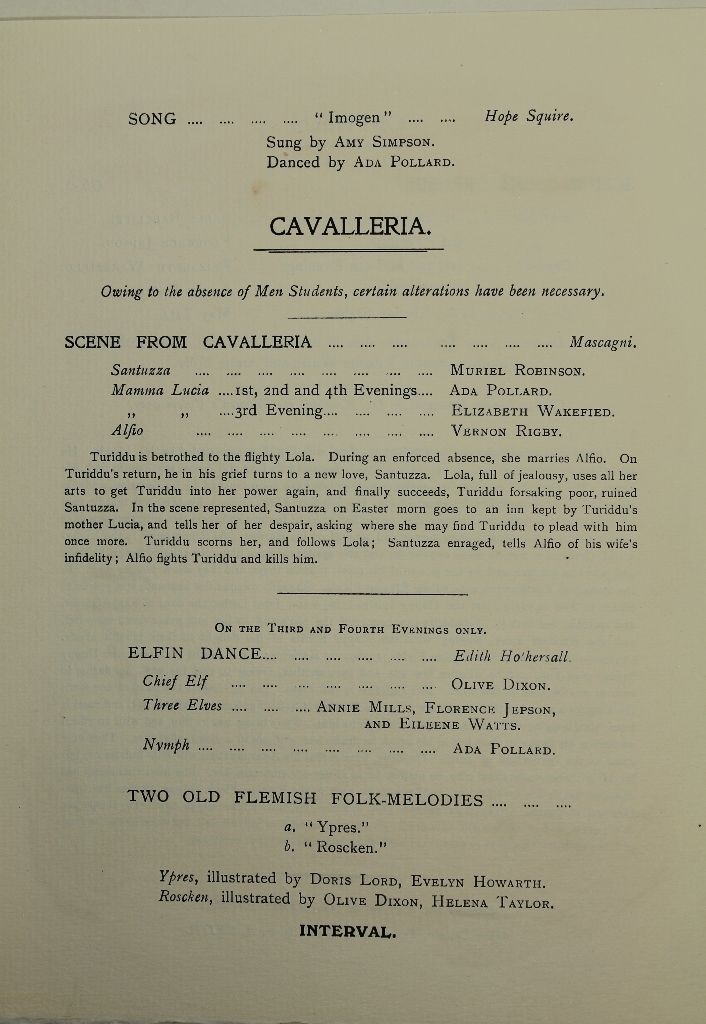 SONG .... .... .... .... "Imogen" .... .... Hope Squire.
Sung by AMY SIMPSON.
Danced by ADA POLLARD.
CAVALLERIA.
Owing to the absence of Men Students, certain alterations have been necessary.
SCENE FROM CAVALLERIA .... .... .... .... .... .... .... Mascagni.
Santuzza .... .... .... .... .... .... .... .... MURIEL ROBINSON.
Mamma Lucia ....1st, 2nd and 4th Evenings.... ADA POLLARD.
,, ,, ....3rd Evening.... .... .... .... ELIZABETH WAKEFIED.
Alfio .... .... .... .... .... .... .... .... VERNON RIGBY.
Turiddu is betrothed to the flighty Lola. During an enforced absence, she marries Alfio. On
Turiddu's return, he in his grief turns to a new love, Santuzza. Lola, full of jealousy, uses all her
arts to get Turiddu into her power again, and finally succeeds, Turiddu forsaking poor, ruined
Santuzza. In the scene represented, Santuzza on Easter morn goes to an inn kept by Turiddu's
mother Lucia, and tells her of her despair, asking where she may find Turiddu to plead with him
once more. Turiddu scorns her, and follows Lola; Santuzza enraged, tells Alfio of his wife's
infidelity; Alfio fights Turiddu and kills him.
ON THE THIRD AND FOURTH EVENINGS ONLY.
ELFIN DANCE.... .... .... .... .... .... Edith Ho'hersall.
Chief Elf .... .... .... .... .... .... .... OLIVE DIXON.
Three Elves .... .... .... ANNIE MILLS, FLORENCE JEPSON,
AND EILEENE WATTS.
Nymph .... .... .... .... .... .... .... .... ADA POLLARD.
TWO OLD FLEMISH FOLK-MELODIES .... .... ....
a. "Ypres."
b. "Roscken."
Ypres, illustrated by DORIS LORD, EVELYN HOWARTH.
Roscken, illustrated by OLIVE DIXON, HELENA TAYLOR.
INTERVAL.